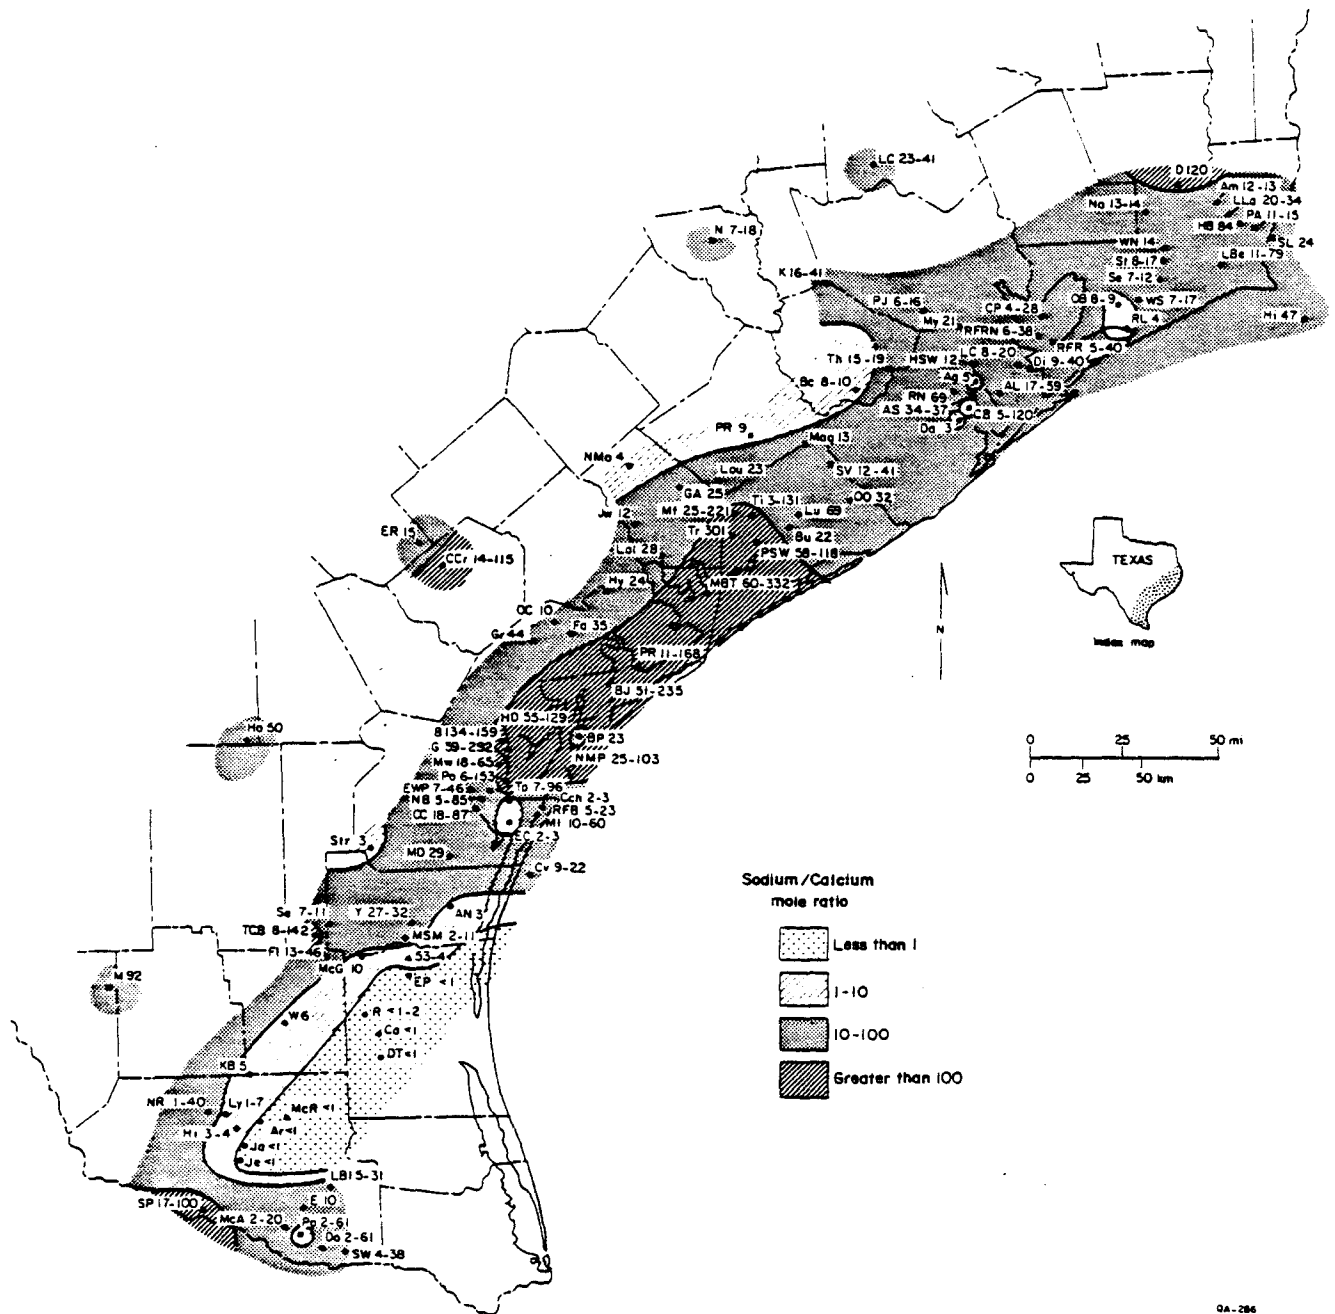 LC 23-41
D 120
Am 12-13
LLa 20-34
Na 13-14
PA 11-15
HB 84
SL 24
N 7-18
WN 14
St 8-17
LBe 11-79
Se 7-12
K 16-41
OB 8-9
WS 7-17
PJ 6-16
CP 4-28
RL 4
Hi 47
My 21
RFRN 6-38
RFR 5-40
Th 15-19
HSW 12
LC 8-20
Di 9-40
Bc 8-10
Ag 5
RN 69
AL 17-59
AS 34-37
CB 5-120
Da 3
PR 9
Mag 13
NMa 4
Lou 23
SV 12-41
GA 25
Ti 3-131
OO 32
Mt 25-221
Lu 69
Jw 12
ER 15
Tr 301
Bu 22
CCr 14-115
Lal 28
PSW 58-118
TEXAS
Hy 24
MBT 60-332
OC 10
Fa 35
Gr 44
N
Index map
PR 11-168
BJ 51-235
HD 55-129
Ho 50
B 134-159
BP 23
G 39-292
NMP 25-103
Mw 18-65
Po 6-153
0 25 50 mi
0 25 50 km
EWP 7-46
To 7-96
NB 5-85
Cch 2-3
CC 18-87
RFB 5-23
MI 10-60
EC 2-3
Str 3
MO 29
Cv 9-22
Sodium/Calcium
mole ratio
Se 7-11
Y 27-32
AN 3
TCB 8-142
MSM 2-11
Less than 1
Fl 13-46
McG 10
53-4
M 92
EP <1
1-10
W6
R <1-2
Ca <1
10-100
DT <1
KB 5
Greater than 100
NR 1-40
Ly 1-7
McR <1
Hi 3-4
Ar <1
Ja <1
Je <1
LB1 5-31
SP 17-100
E 10
McA 2-20
Pa 2-61
Do 2-61
SW 4-38
QA-286